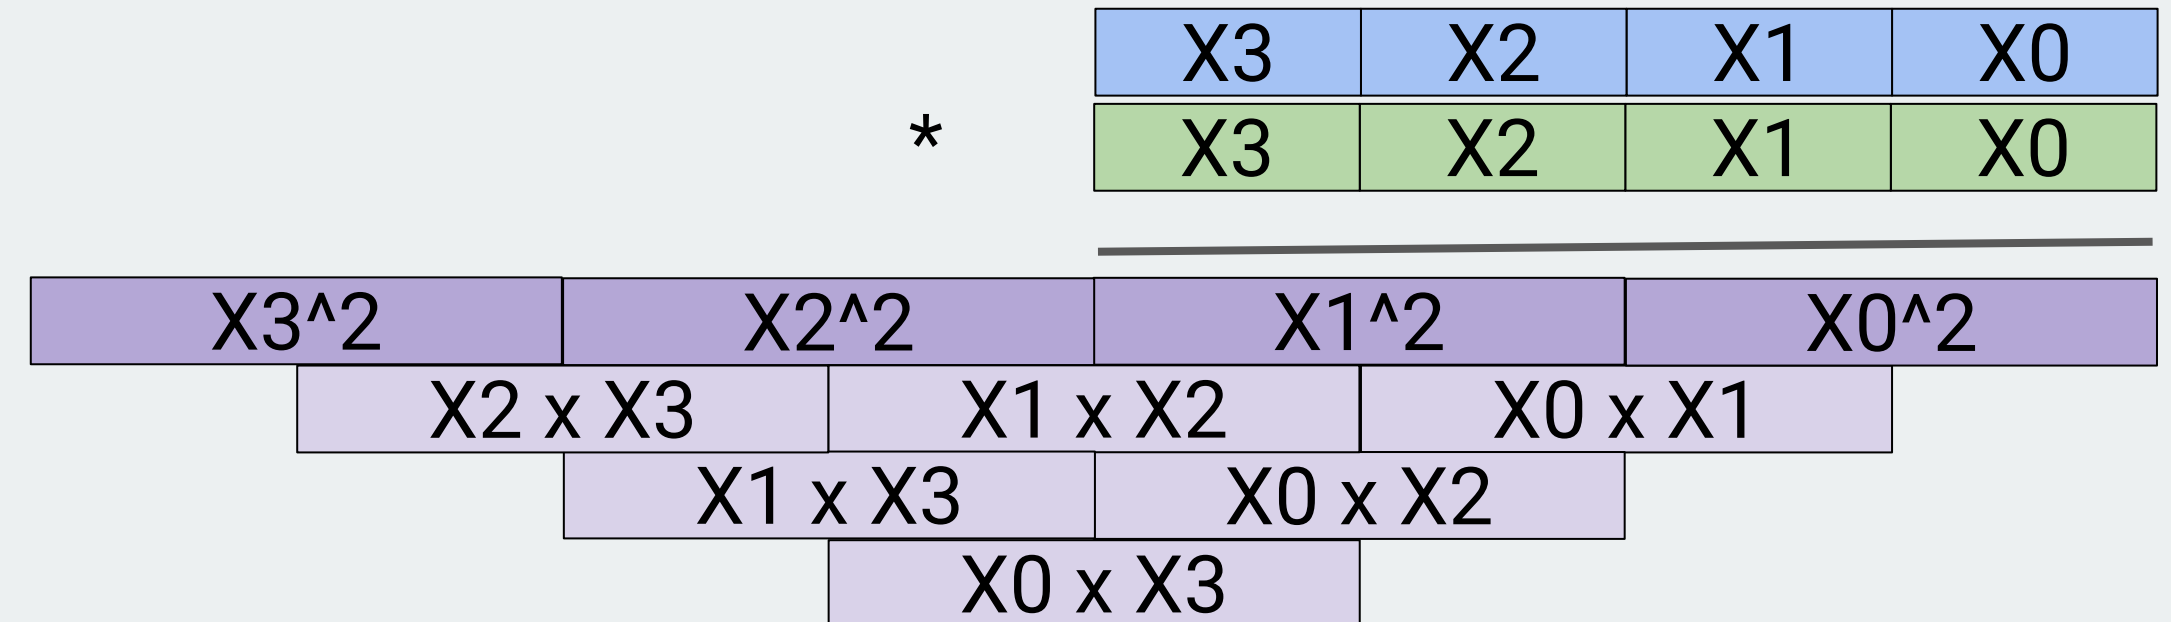 X3 X2 X1 X0
*
X3 X2 X1 X0
X3^2 X2^2 X1^2 X0^2
X2 x X3 X1 x X2 X0 x X1
X1 x X3 X0 x X2
X0 x X3